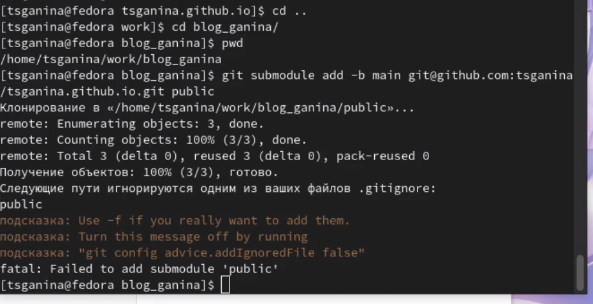 [tsganina@fedora tsganina.github.io]$ cd ..
[tsganina@fedora work]$ cd blog_ganina/
[tsganina@fedora blog_ganina]$ pwd
/home/tsganina/work/blog_ganina
[tsganina@fedora blog_ganina]$ git submodule add -b main git@github.com:tsganina
/tsganina.github.io.git public
Клонирование в «/home/tsganina/work/blog_ganina/public»...
remote: Enumerating objects: 3, done.
remote: Counting objects: 100% (3/3), done.
remote: Total 3 (delta 0), reused 3 (delta 0), pack-reused 0
Получение объектов: 100% (3/3), готово.
Следующие пути игнорируются одним из ваших файлов .gitignore:
public
подсказка: Use -f if you really want to add them.
подсказка: Turn this message off by running
подсказка: "git config advice.addIgnoredFile false"
fatal: Failed to add submodule 'public'
[tsganina@fedora blog_ganina]$